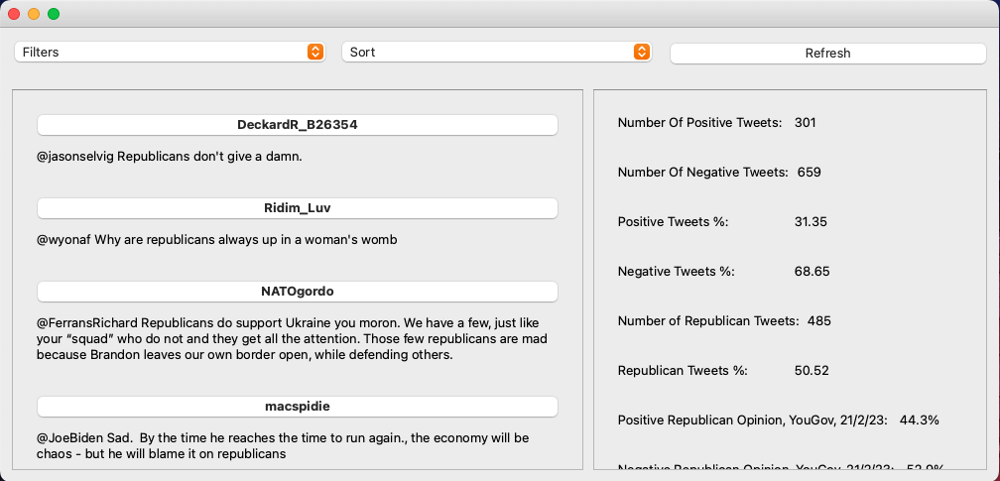 Filters
Sort
Refresh
DeckardR_B26354
@jasonselvig Republicans don't give a damn.
Ridim_Luv
@wyonaf Why are republicans always up in a woman's womb
NATOgordo
@FerransRichard Republicans do support Ukraine you moron. We have a few, just like
your “squad” who do not and they get all the attention. Those few republicans are mad
because Brandon leaves our own border open, while defending others.
macspidie
@JoeBiden Sad.  By the time he reaches the time to run again., the economy will be
chaos - but he will blame it on republicans
Number Of Positive Tweets: 301
Number Of Negative Tweets: 659
Positive Tweets %: 31.35
Negative Tweets %: 68.65
Number of Republican Tweets: 485
Republican Tweets %: 50.52
Positive Republican Opinion, YouGov, 21/2/23: 44.3%
Negative Republican Opinion, YouGov, 21/2/23: 52.9%